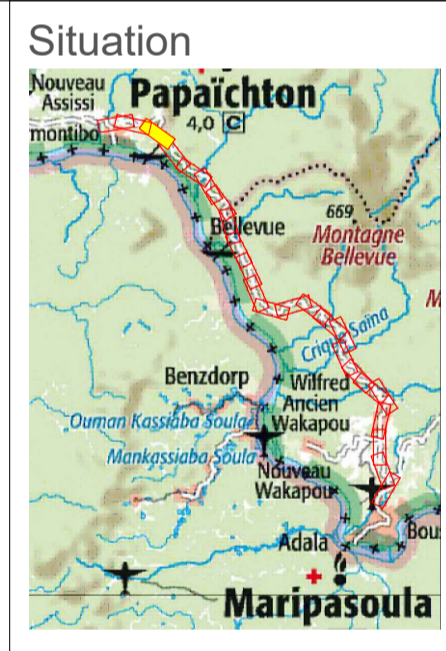 Situation
Nouveau
Assissi
Papaïchton
montibo
4,0 C
Bellevue
669
Montagne
Bellevue
M
Crique Saïna
Benzdorp
Wilfred
Ancien
Wakapou
Ouman Kassiaba Soula
Mankassiaba Soula
Nouveau
Wakapou
Adala
Bous
Maripasoula